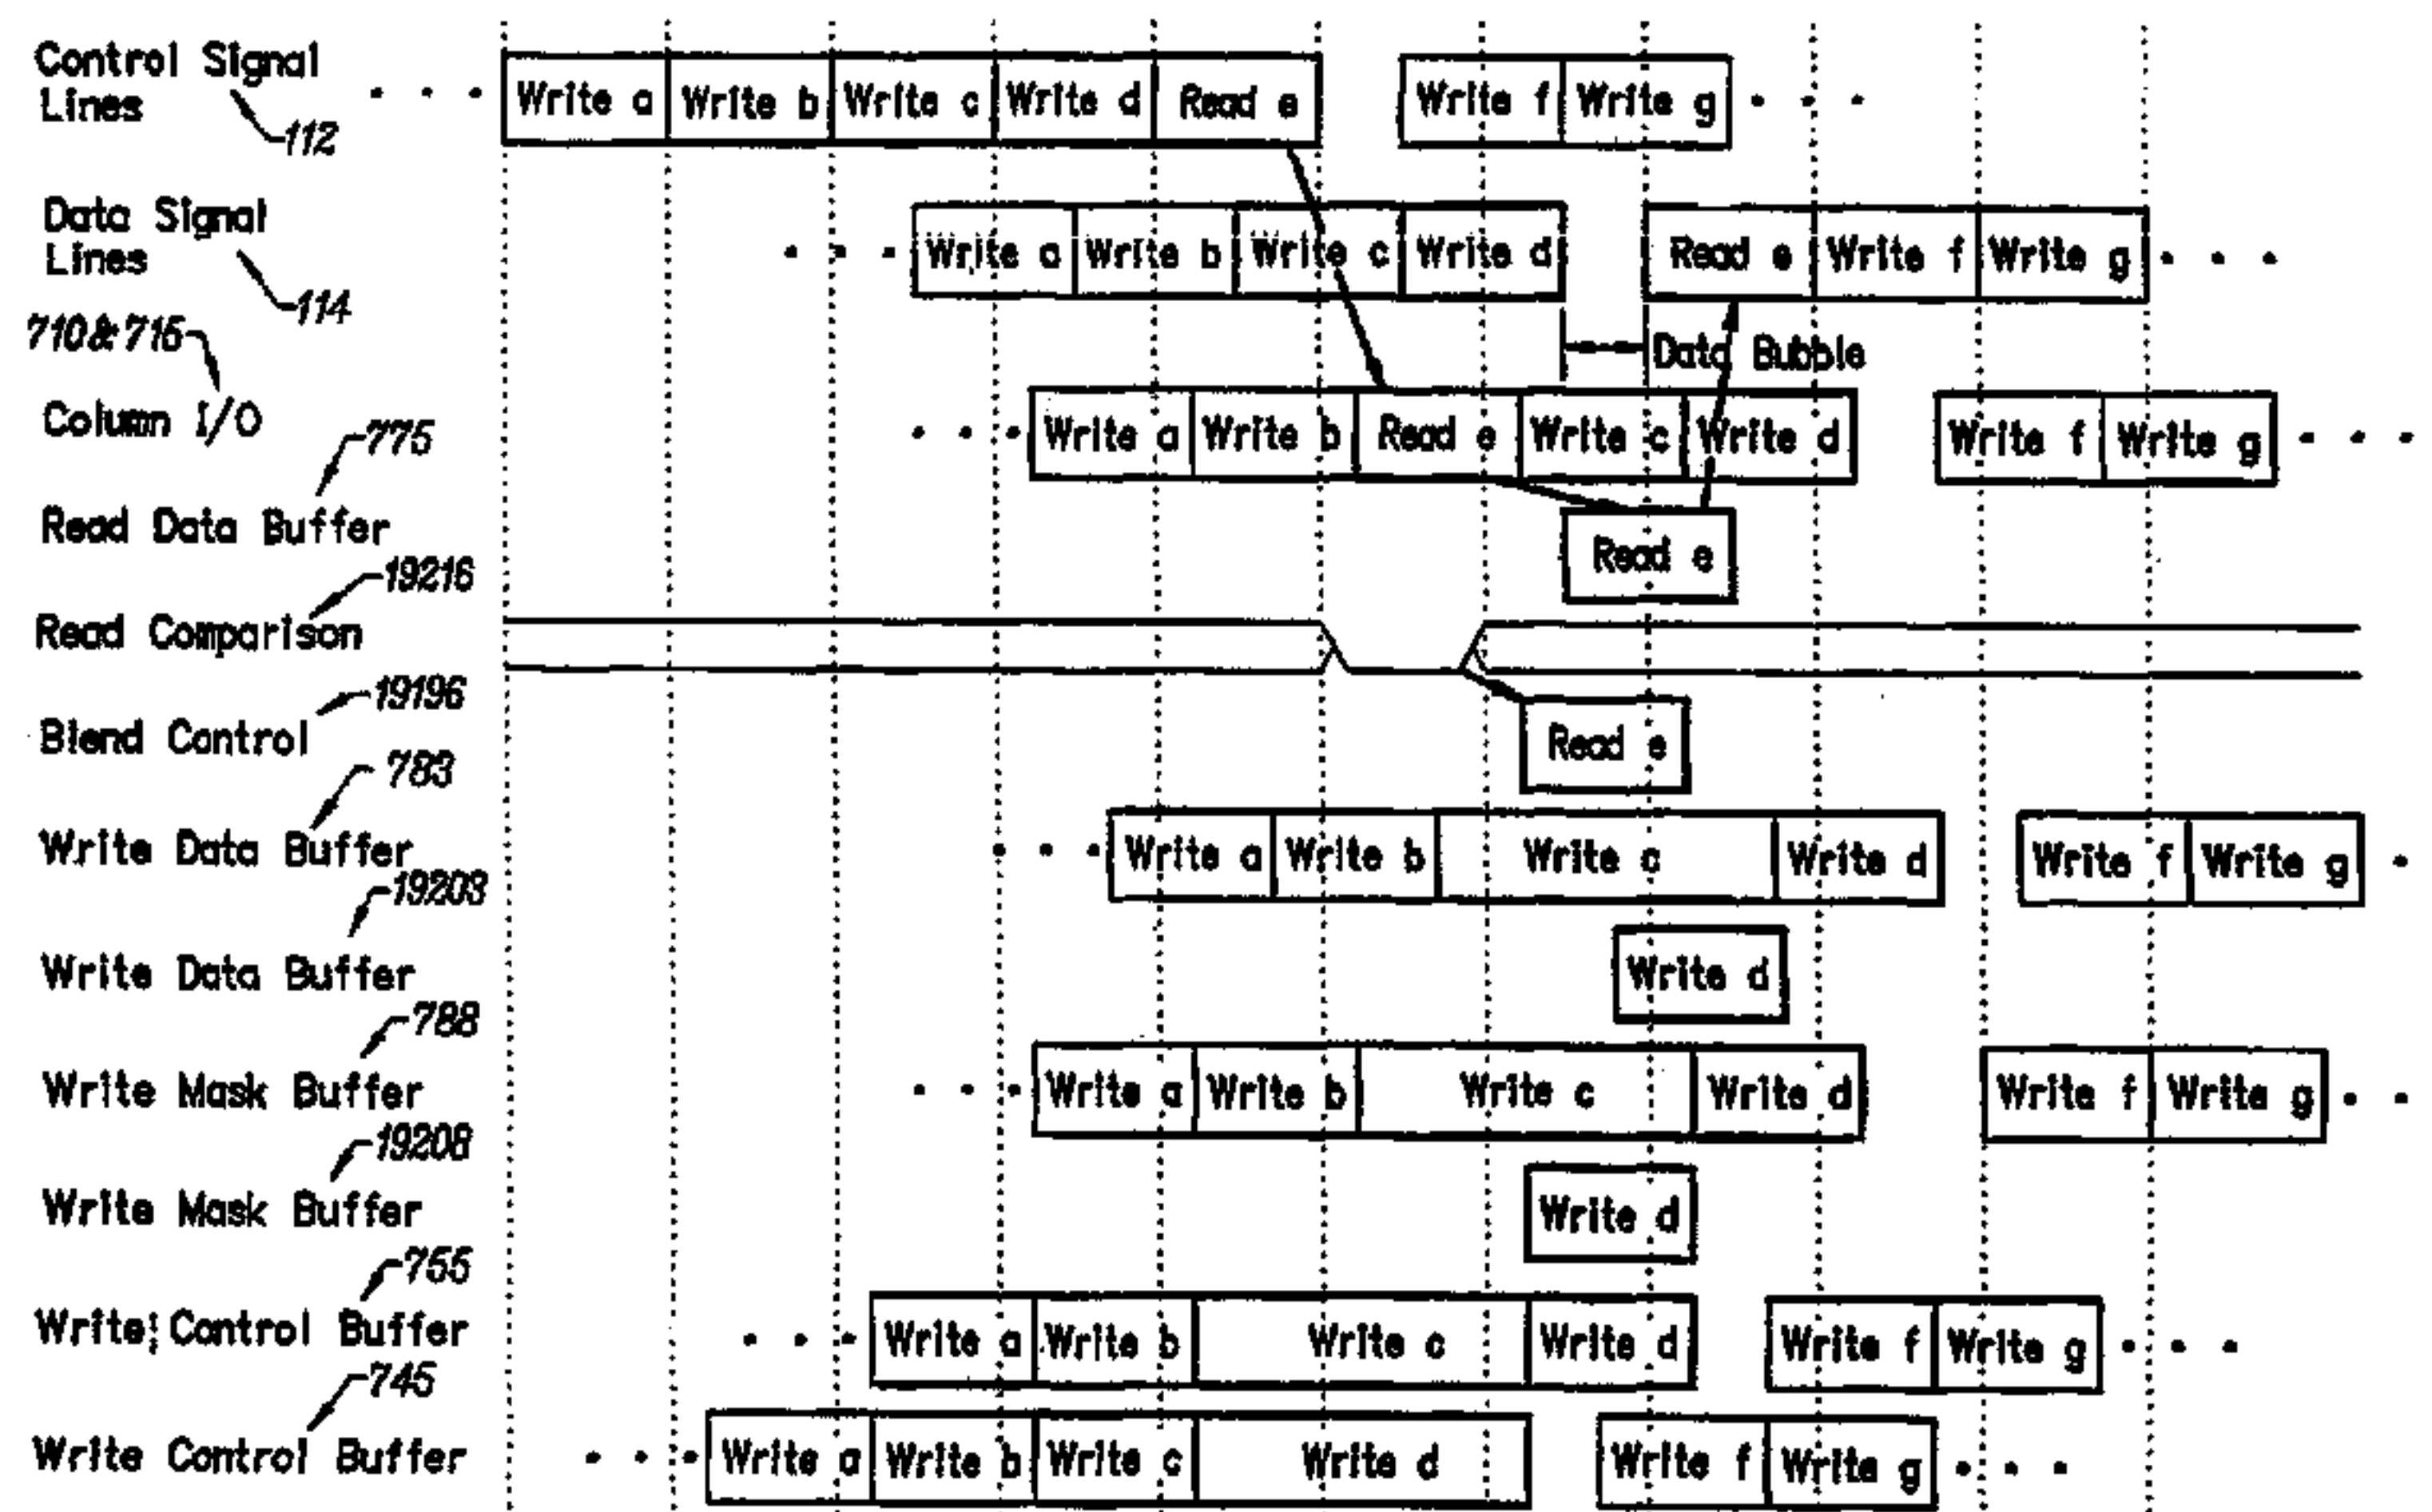 Control Signal
Lines
112
. . . Write a Write b Write c Write d Read e Write f Write g . . .
Data Signal
Lines
114
. . . Write a Write b Write c Write d Read e Write f Write g . . .
Data Bubble
710&715
Column I/O
. . . Write a Write b Read e Write c Write d Write f Write g . . .
775
Read Data Buffer
Read e
19216
Read Comparison
19196
Blend Control
Read e
783
Write Data Buffer
. . . Write a Write b Write c Write d Write f Write g .
19203
Write Data Buffer
Write d
788
Write Mask Buffer
. . . Write a Write b Write c Write d Write f Write g . .
19208
Write Mask Buffer
Write d
755
Write Control Buffer
. . . Write a Write b Write c Write d Write f Write g . . .
745
Write Control Buffer
. . . Write a Write b Write c Write d Write f Write g . . .